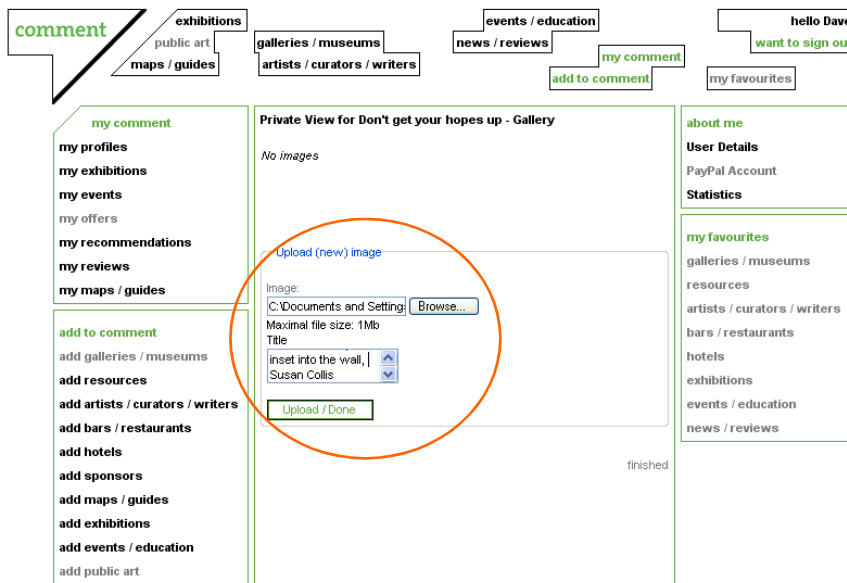 comment
exhibitions
public art
maps / guides
galleries / museums
artists / curators / writers
events / education
news / reviews
my comment
add to comment
hello Dave
want to sign ou
my favourites
my comment
my profiles
my exhibitions
my events
my offers
my recommendations
my reviews
my maps / guides
add to comment
add galleries / museums
add resources
add artists / curators / writers
add bars / restaurants
add hotels
add sponsors
add maps / guides
add exhibitions
add events / education
add public art
Private View for Don't get your hopes up - Gallery
No images
Upload (new) image
Image:
C:\Documents and Setting: Browse...
Maximal file size: 1Mb
Title
inset into the wall,
Susan Collis
Upload / Done
finished
about me
User Details
PayPal Account
Statistics
my favourites
galleries / museums
resources
artists / curators / writers
bars / restaurants
hotels
exhibitions
events / education
news / reviews